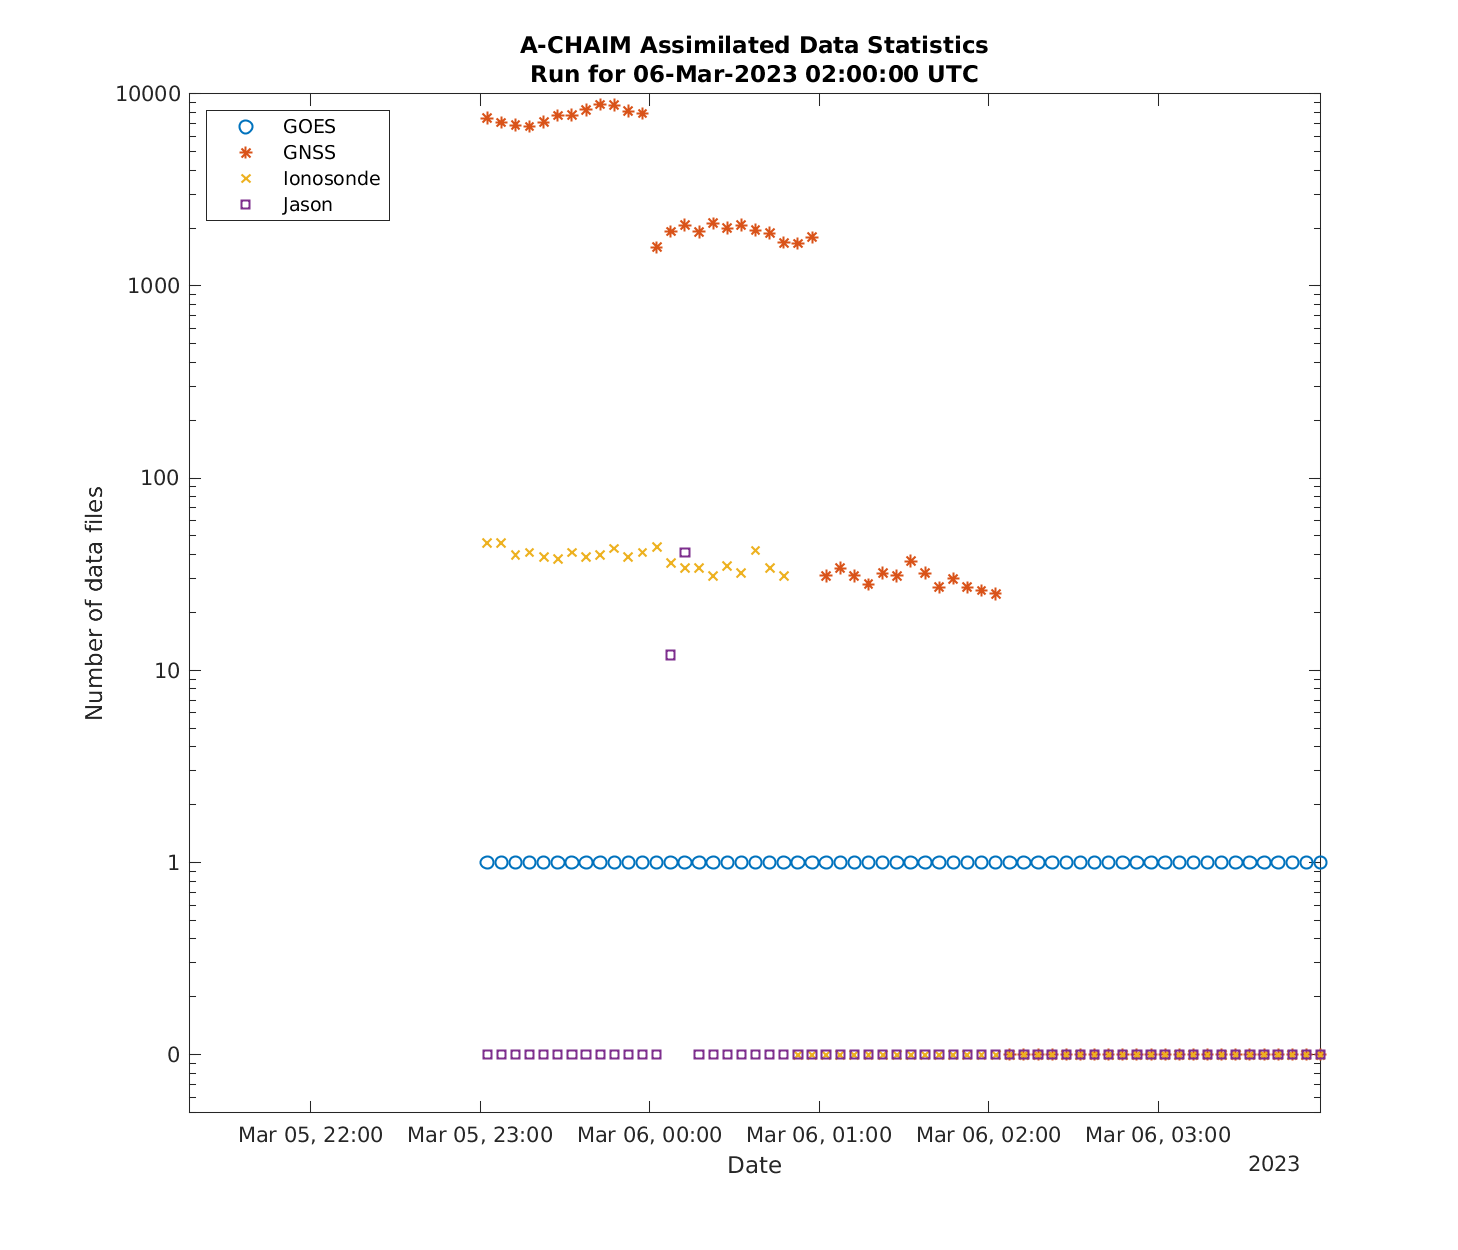 A-CHAIM Assimilated Data Statistics
Run for 06-Mar-2023 02:00:00 UTC
GOES
GNSS
Ionosonde
Jason
Number of data files
10000
1000
100
10
1
0
Mar 05, 22:00 Mar 05, 23:00 Mar 06, 00:00 Mar 06, 01:00 Mar 06, 02:00 Mar 06, 03:00
Date
2023